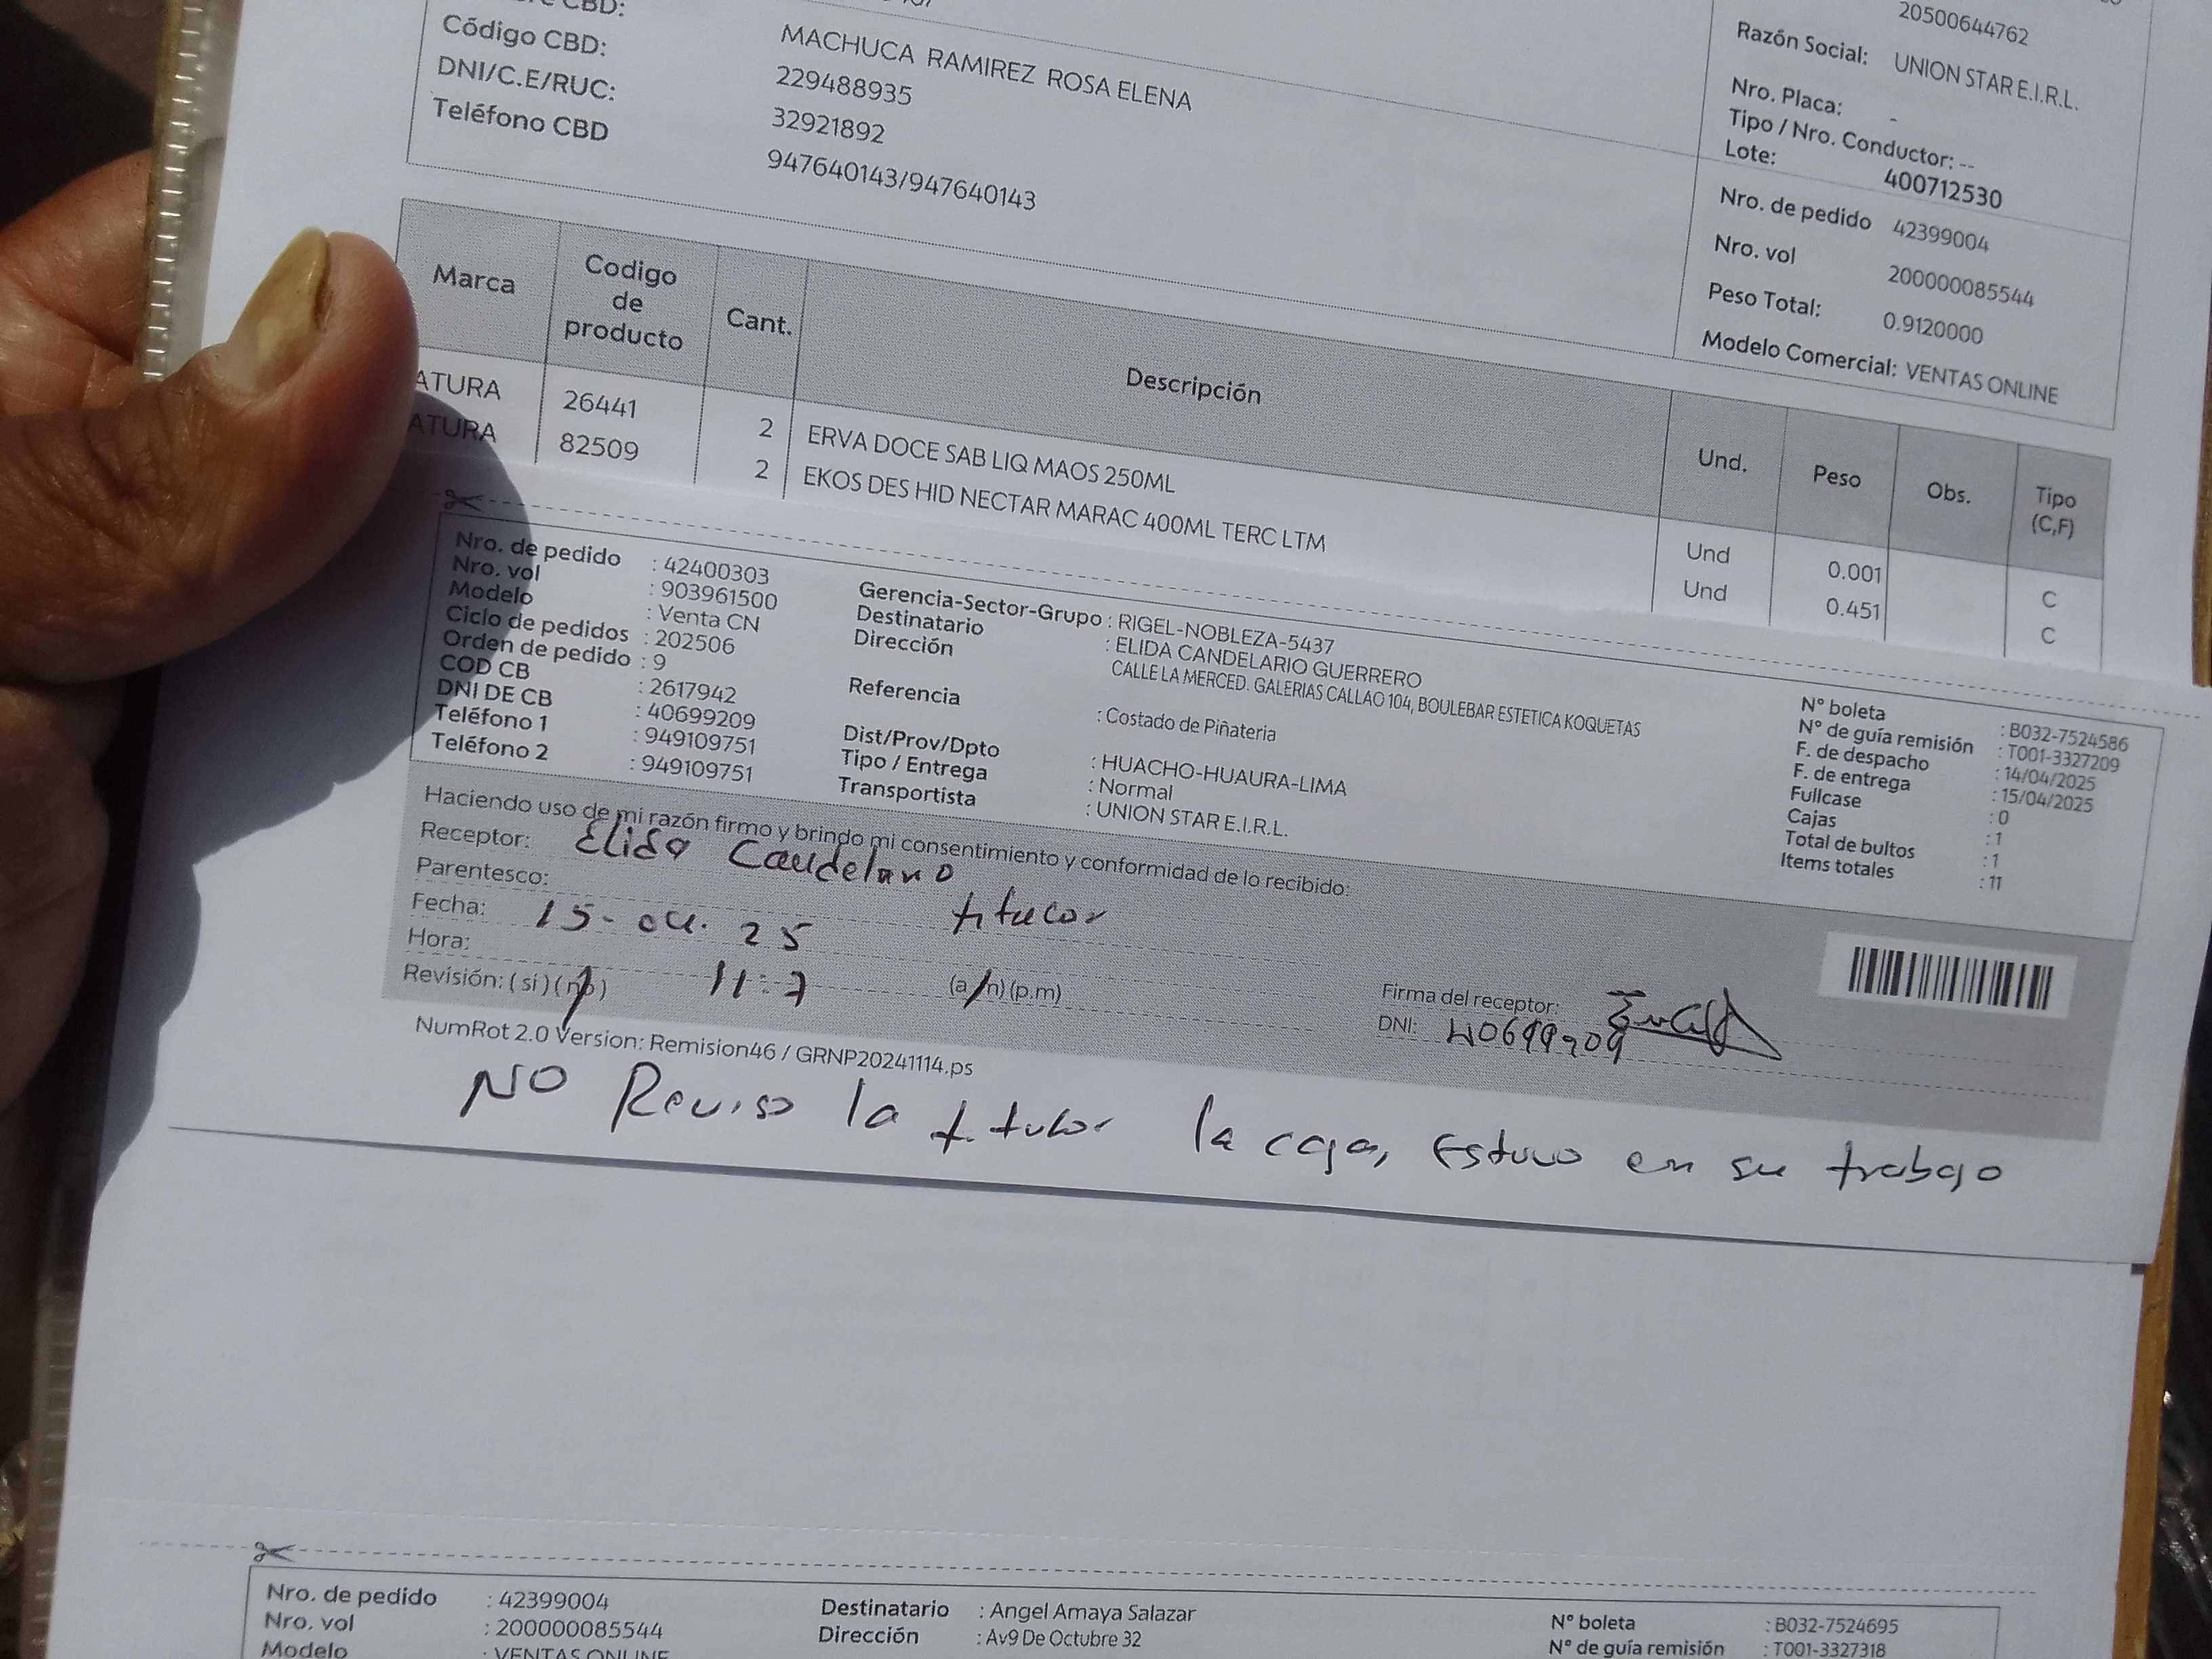 CBD:
Código CBD: MACHUCA RAMIREZ ROSA ELENA
DNI/C.E/RUC: 229488935
Teléfono CBD 32921892
947640143/947640143
20500644762
Razón Social: UNION STAR E.I.R.L.
Nro. Placa: -
Tipo / Nro. Conductor: --
Lote: 400712530
Nro. de pedido 42399004
Nro. vol 200000085544
Peso Total: 0.9120000
Modelo Comercial: VENTAS ONLINE
Marca Codigo de producto Cant. Descripción Und. Peso Obs. Tipo (C,F)
ATURA 26441 2 ERVA DOCE SAB LIQ MAOS 250ML Und 0.001 C
ATURA 82509 2 EKOS DES HID NECTAR MARAC 400ML TERC LTM Und 0.451 C
Nro. de pedido : 42400303
Nro. vol : 903961500
Modelo : Venta CN
Ciclo de pedidos : 202506
Orden de pedido : 9
COD CB : 2617942
DNI DE CB : 40699209
Teléfono 1 : 949109751
Teléfono 2 : 949109751
Gerencia-Sector-Grupo : RIGEL-NOBLEZA-5437
Destinatario : ELIDA CANDELARIO GUERRERO
Dirección CALLE LA MERCED. GALERIAS CALLAO 104, BOULEBAR ESTETICA KOQUETAS
Referencia : Costado de Piñateria
Dist/Prov/Dpto : HUACHO-HUAURA-LIMA
Tipo / Entrega : Normal
Transportista : UNION STAR E.I.R.L.
N° boleta : B032-7524586
N° de guía remisión : T001-3327209
F. de despacho : 14/04/2025
F. de entrega : 15/04/2025
Fullcase : 0
Cajas : 1
Total de bultos : 1
Items totales : 11
Haciendo uso de mi razón firmo y brindo mi consentimiento y conformidad de lo recibido:
Receptor: Elida Candelario
Parentesco: titular
Fecha: 15-04. 25
Hora: 11:7 (a.m) (p.m)
Revisión: (si) (no)
Firma del receptor:
DNI: 40699209
NumRot 2.0 Version: Remision46 / GRNP20241114.ps
NO Reviso la titular la caja, Estuvo en su trabajo
Nro. de pedido : 42399004
Nro. vol : 200000085544
Modelo : VENTAS ONLINE
Destinatario : Angel Amaya Salazar
Dirección : Av9 De Octubre 32
N° boleta : B032-7524695
N° de guía remisión : T001-3327318